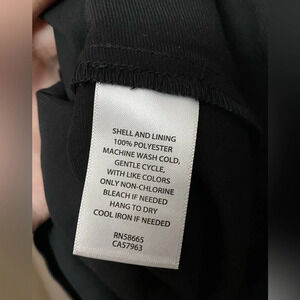 SHELL AND LINING
100% POLYESTER
MACHINE WASH COLD,
GENTLE CYCLE,
WITH LIKE COLORS
ONLY NON-CHLORINE
BLEACH IF NEEDED
HANG TO DRY
COOL IRON IF NEEDED
RN58665
CA57963